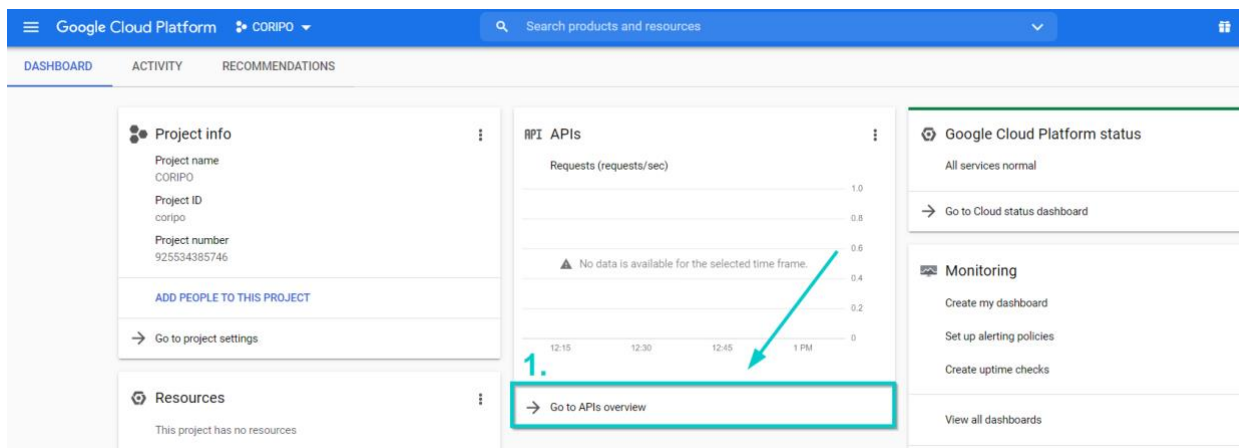 Google Cloud Platform CORIPO Search products and resources
DASHBOARD ACTIVITY RECOMMENDATIONS
Project info
Project name
CORIPO
Project ID
coripo
Project number
925534385746
ADD PEOPLE TO THIS PROJECT
Go to project settings
Resources
This project has no resources
API APIs
Requests (requests/sec)
1.0
0.8
0.6
No data is available for the selected time frame.
0.4
0.2
0
12:15 12:30 12:45 1 PM
1.
Go to APIs overview
Google Cloud Platform status
All services normal
Go to Cloud status dashboard
Monitoring
Create my dashboard
Set up alerting policies
Create uptime checks
View all dashboards